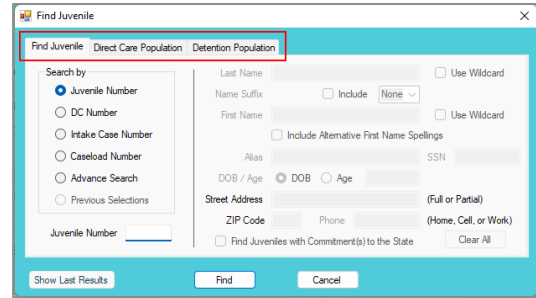 Find Juvenile
Find Juvenile Direct Care Population Detention Population
Search by
Juvenile Number
DC Number
Intake Case Number
Caseload Number
Advance Search
Previous Selections
Juvenile Number
Last Name Use Wildcard
Name Suffix Include None
First Name Use Wildcard
Include Alternative First Name Spellings
Alias SSN
DOB / Age DOB Age
Street Address (Full or Partial)
ZIP Code Phone (Home, Cell, or Work)
Find Juveniles with Commitment(s) to the State Clear All
Show Last Results Find Cancel